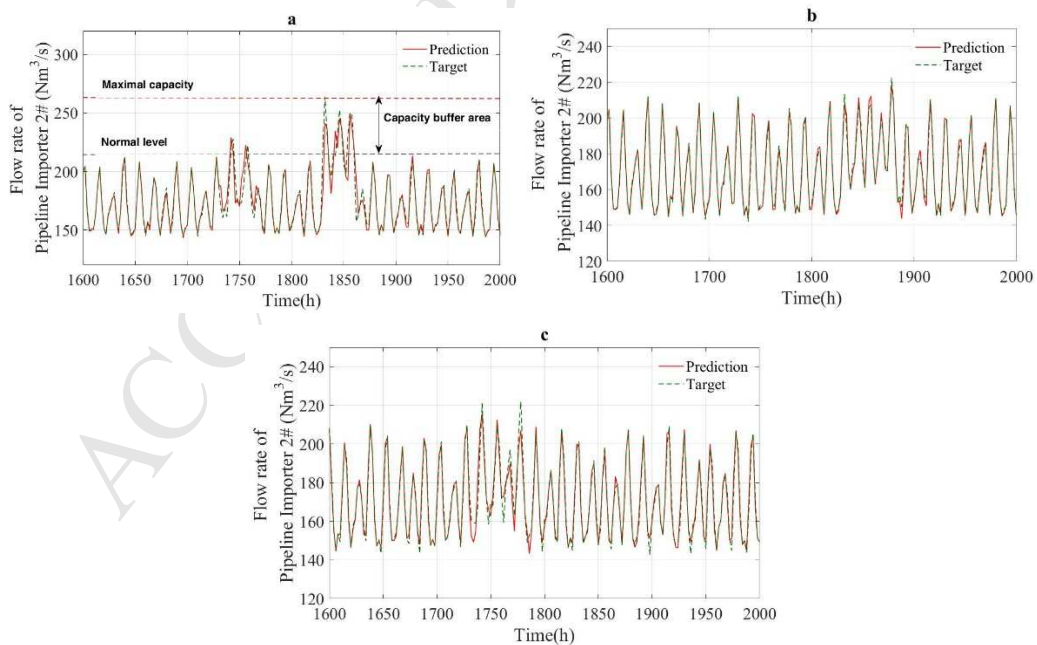 a
Flow rate of
Pipeline Importer 2# (Nm³/s)
300
250
200
150
Maximal capacity
Normal level
Capacity buffer area
Prediction
Target
1600 1650 1700 1750 1800 1850 1900 1950 2000
Time(h)
b
Flow rate of
Pipeline Importer 2# (Nm³/s)
240
220
200
180
160
140
120
Prediction
Target
1600 1700 1800 1900 2000
Time(h)
c
Flow rate of
Pipeline Importer 2# (Nm³/s)
240
220
200
180
160
140
120
Prediction
Target
1600 1650 1700 1750 1800 1850 1900 1950 2000
Time(h)